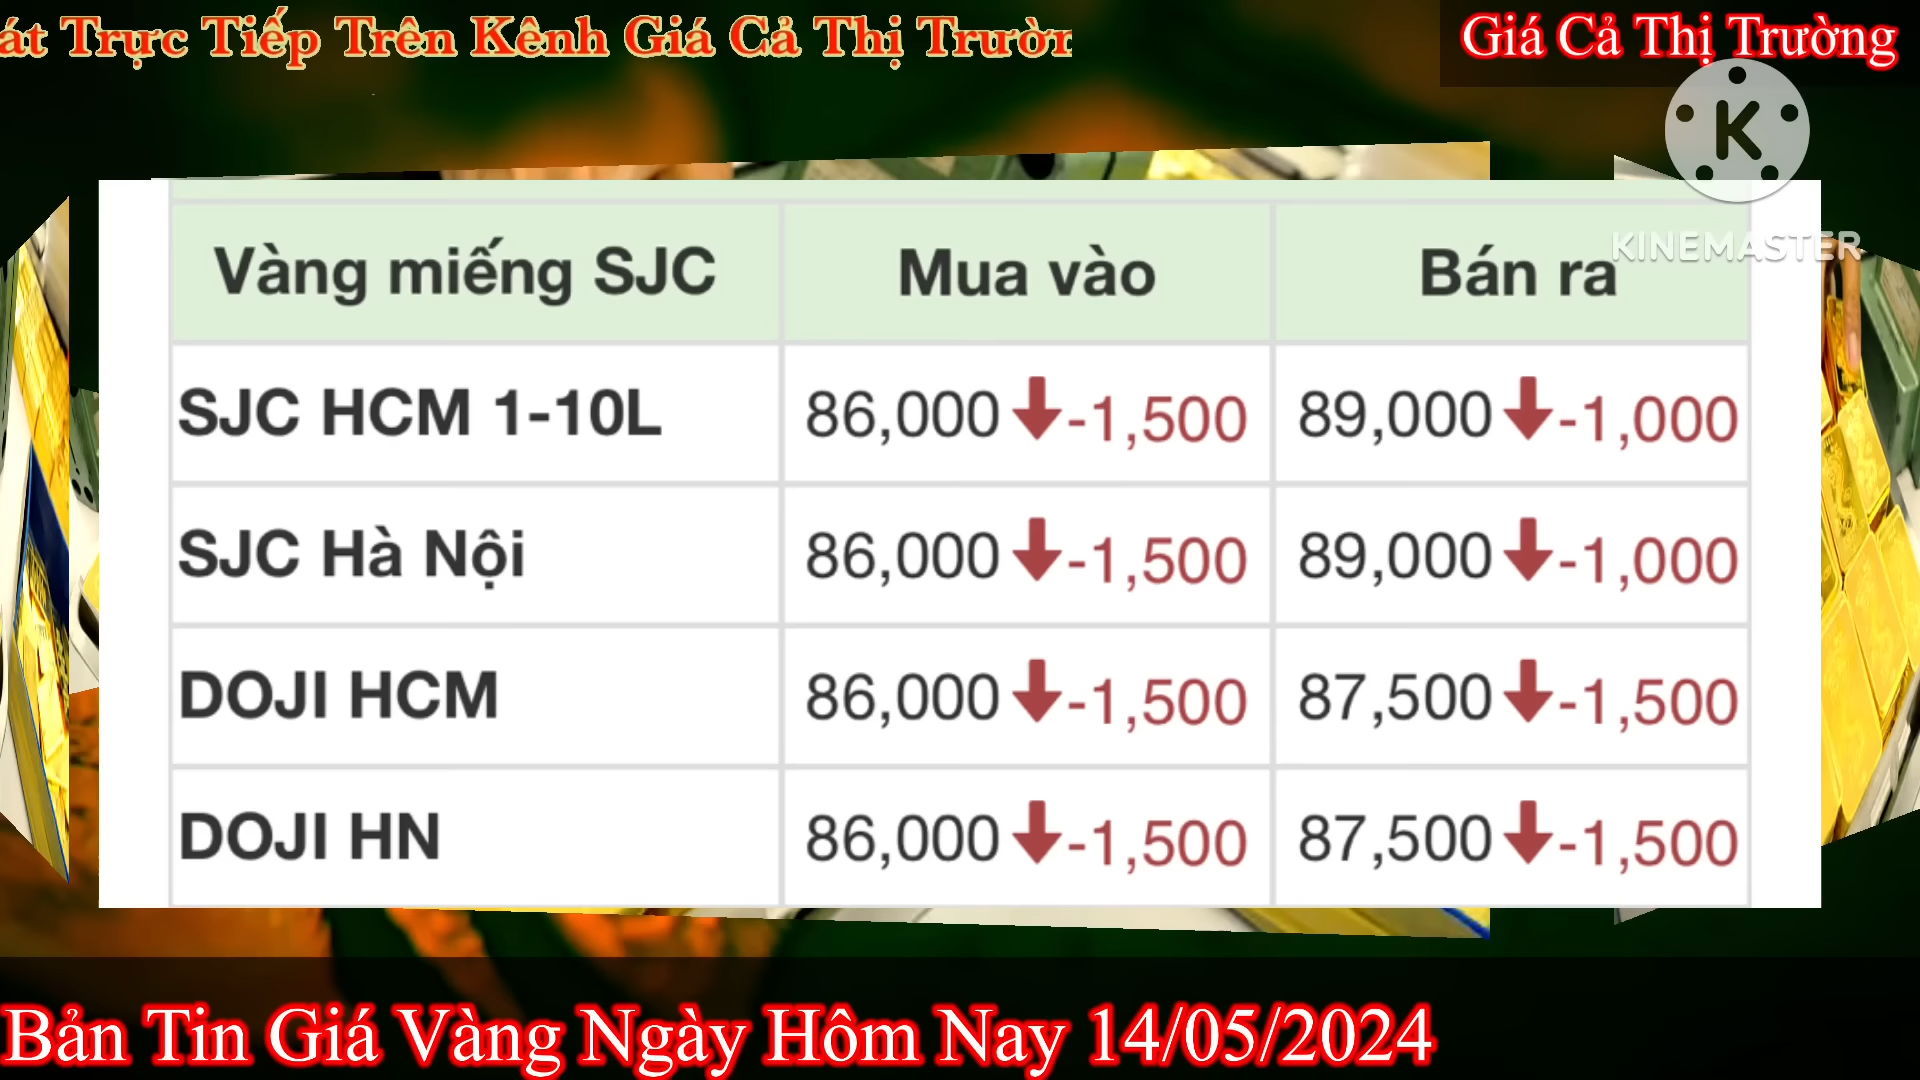 Trực Tiếp Trên Kênh Giá Cả Thị
Giá Cả Thị Trường
K
KINEMASTER
Vàng miếng SJC Mua vào Bán ra
SJC HCM 1-10L 86,000 -1,500 89,000 -1,000
SJC Hà Nội 86,000 -1,500 89,000 -1,000
DOJI HCM 86,000 -1,500 87,500 -1,500
DOJI HN 86,000 -1,500 87,500 -1,500
Bản Tin Giá Vàng Ngày Hôm Nay 14/05/2024